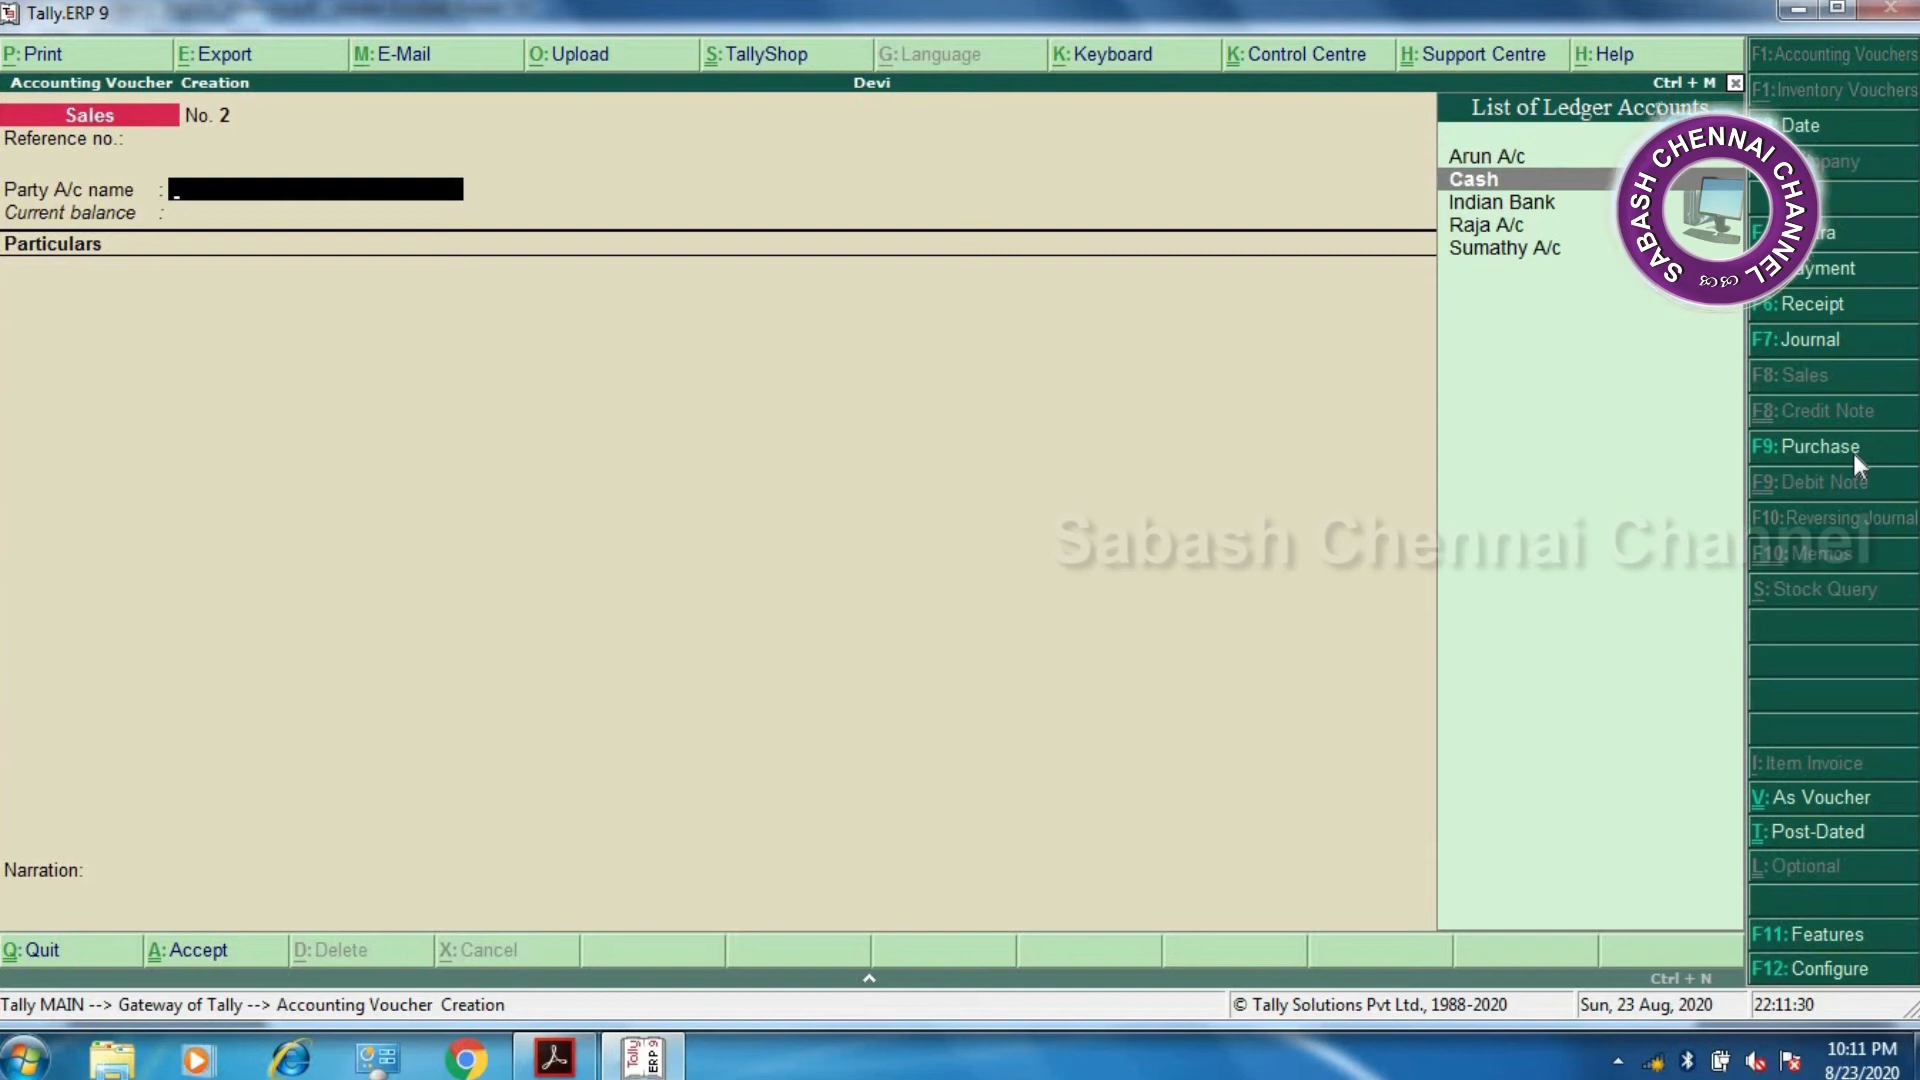 Tally.ERP 9
P: Print
E: Export
M: E-Mail
O: Upload
S: TallyShop
G: Language
K: Keyboard
K: Control Centre
H: Support Centre
H: Help
Accounting Voucher Creation
Devi
Ctrl + M
Sales
No. 2
Reference no.:
Party A/c name :
Current balance :
Particulars
List of Ledger Accounts
Arun A/c
Cash
Indian Bank
Raja A/c
Sumathy A/c
SABASH CHENNAI CHANNEL
F1: Accounting Vouchers
F1: Inventory Vouchers
Date
F6: Receipt
F7: Journal
F8: Sales
F8: Credit Note
F9: Purchase
F9: Debit Note
F10: Reversing Journal
F10: Memos
S: Stock Query
Sabash Chennai Channel
I: Item Invoice
V: As Voucher
T: Post-Dated
L: Optional
F11: Features
F12: Configure
Narration:
Q: Quit
A: Accept
D: Delete
X: Cancel
Ctrl + N
Tally MAIN --> Gateway of Tally --> Accounting Voucher Creation
© Tally Solutions Pvt Ltd., 1988-2020
Sun, 23 Aug, 2020
22:11:30
Tally
ERP 9
10:11 PM
8/23/2020